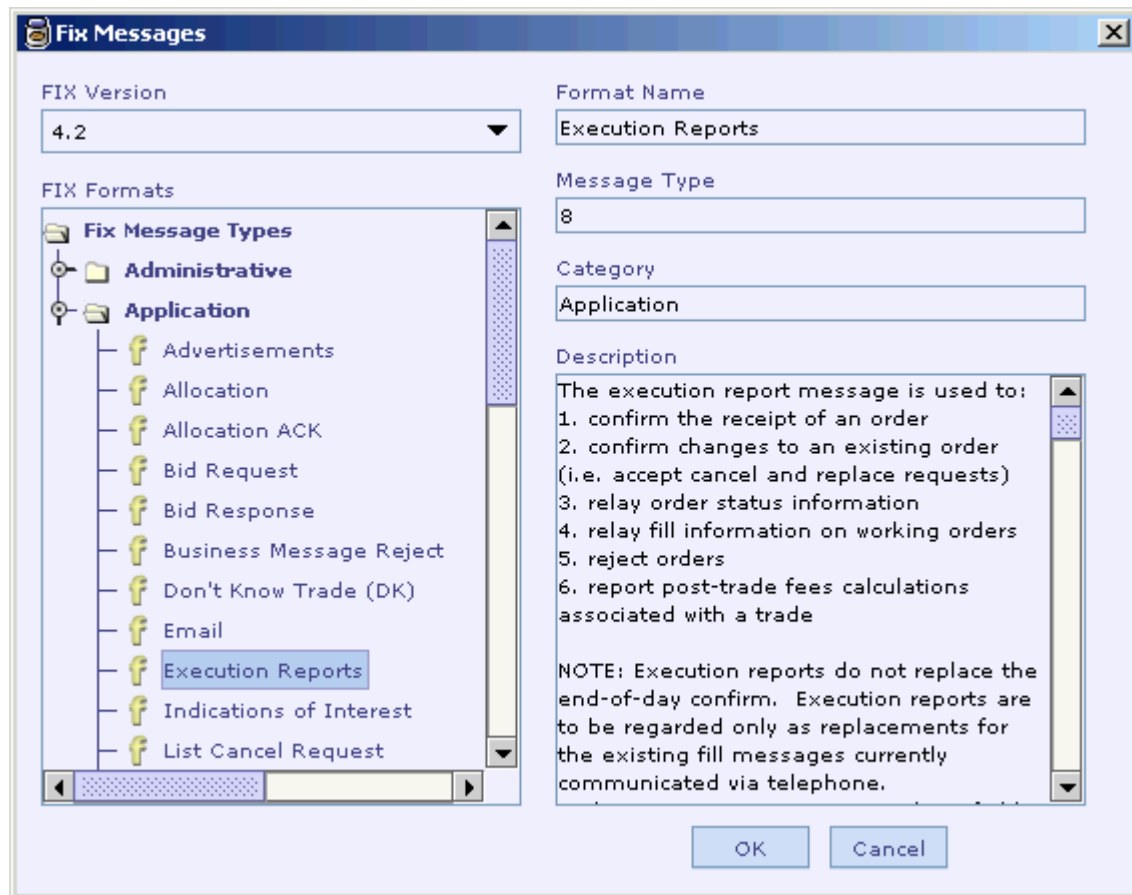 Fix Messages
FIX Version
4.2
FIX Formats
Fix Message Types
Administrative
Application
Advertisements
Allocation
Allocation ACK
Bid Request
Bid Response
Business Message Reject
Don't Know Trade (DK)
Email
Execution Reports
Indications of Interest
List Cancel Request
Format Name
Execution Reports
Message Type
8
Category
Application
Description
The execution report message is used to:
1. confirm the receipt of an order
2. confirm changes to an existing order
(i.e. accept cancel and replace requests)
3. relay order status information
4. relay fill information on working orders
5. reject orders
6. report post-trade fees calculations
associated with a trade
NOTE: Execution reports do not replace the
end-of-day confirm.  Execution reports are
to be regarded only as replacements for
the existing fill messages currently
communicated via telephone.
OK
Cancel